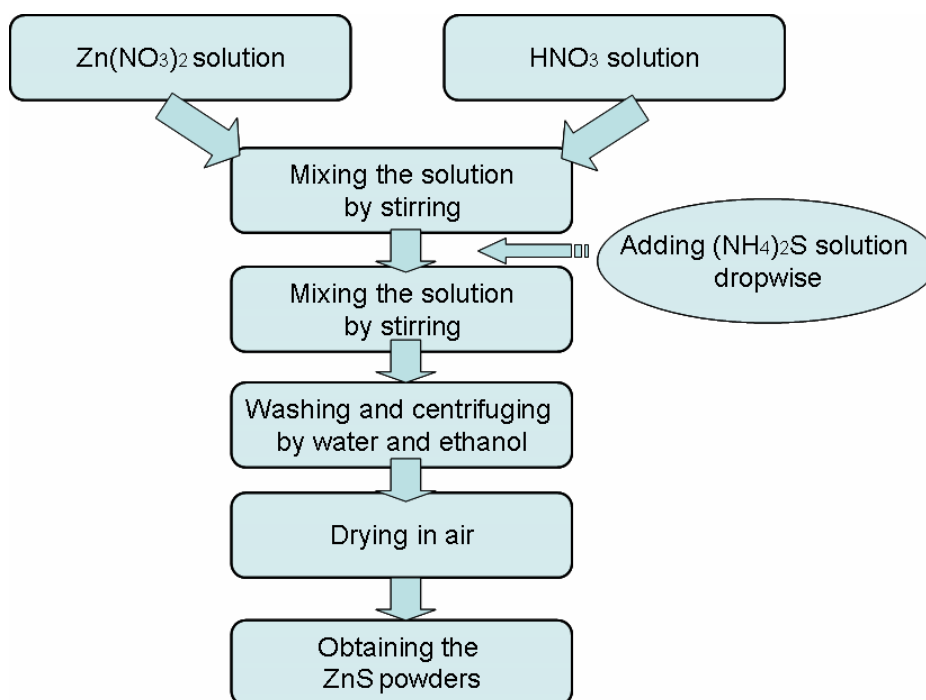 Zn(NO3)2 solution
HNO3 solution
Mixing the solution
by stirring
Adding (NH4)2S solution
dropwise
Mixing the solution
by stirring
Washing and centrifuging
by water and ethanol
Drying in air
Obtaining the
ZnS powders